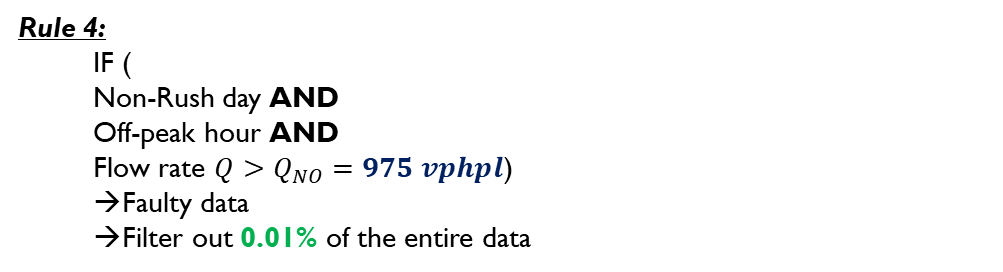 Rule 4:
IF (
Non-Rush day AND
Off-peak hour AND
Flow rate Q > Q_NO = 975 vphpl)
→Faulty data
→Filter out 0.01% of the entire data